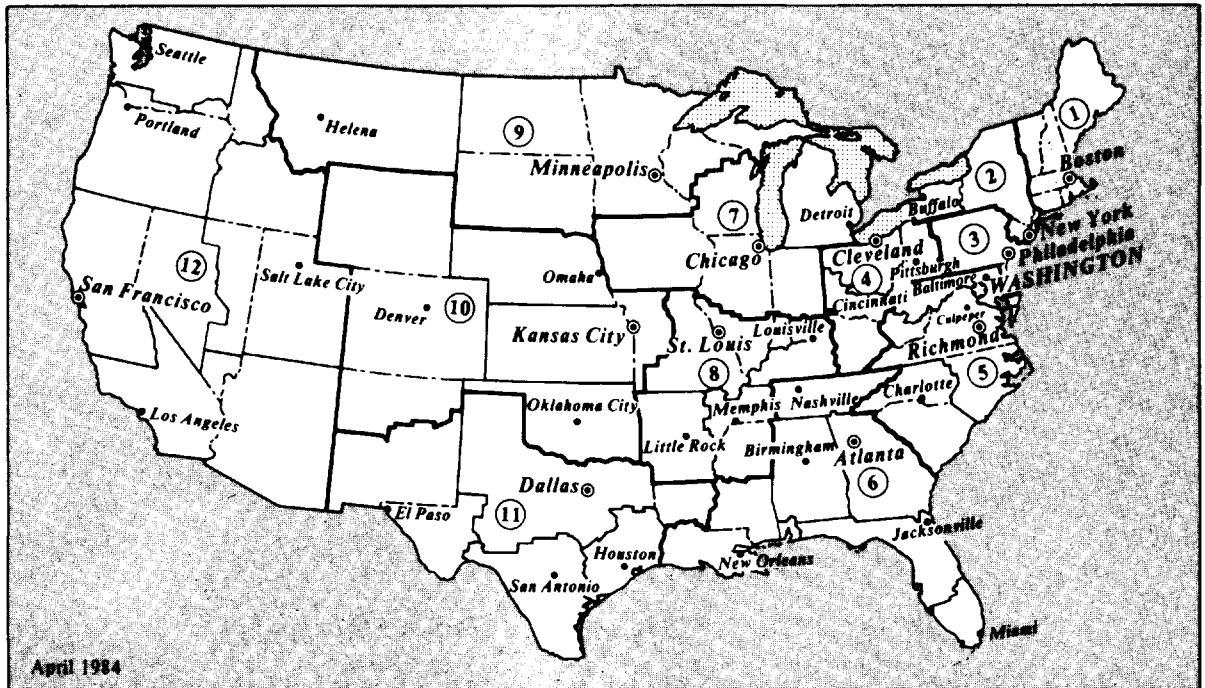 Seattle
Portland
Helena
9
Minneapolis
1
Boston
2
Buffalo
7
Detroit
New York
3
Philadelphia
Cleveland
Chicago
Pittsburgh
4
WASHINGTON
Baltimore
Cincinnati
12
Salt Lake City
San Francisco
Omaha
10
Denver
Culpeper
Kansas City
Louisville
St. Louis
Richmond
8
5
Charlotte
Oklahoma City
Memphis
Nashville
Los Angeles
Little Rock
Birmingham
Atlanta
6
Dallas
11
El Paso
Jacksonville
Houston
New Orleans
San Antonio
Miami
April 1984